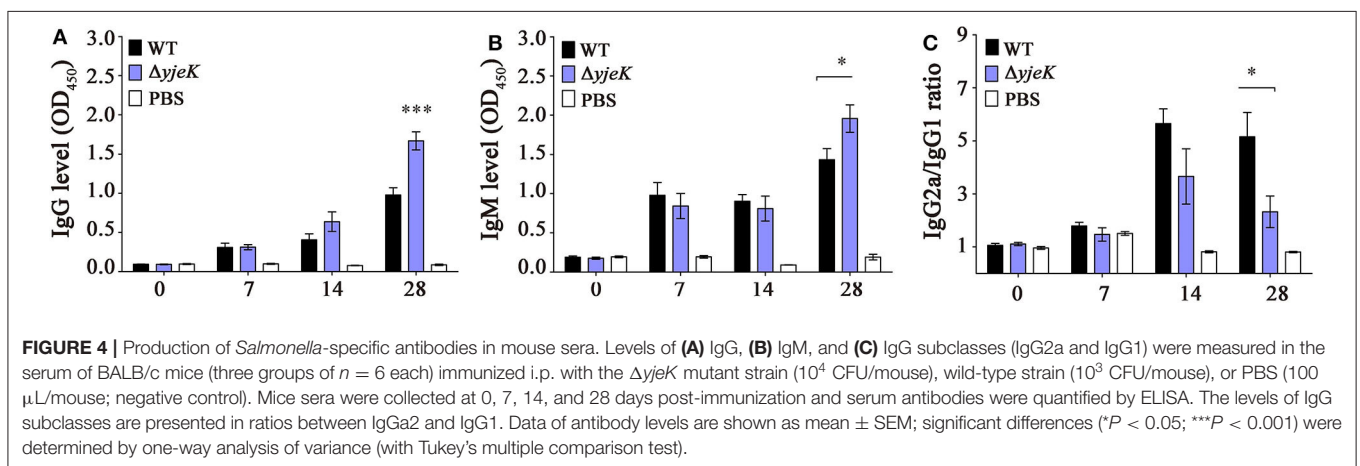 A
3.0
2.5
2.0
1.5
1.0
0.5
0.0
IgG level (OD450)
WT
ΔyjeK
PBS
***
0 7 14 28
B
3.0
2.5
2.0
1.5
1.0
0.5
0.0
IgM level (OD450)
WT
ΔyjeK
PBS
*
0 7 14 28
C
9
7
5
3
1
IgG2a/IgG1 ratio
WT
ΔyjeK
PBS
*
0 7 14 28
FIGURE 4 | Production of Salmonella-specific antibodies in mouse sera. Levels of (A) IgG, (B) IgM, and (C) IgG subclasses (IgG2a and IgG1) were measured in the
serum of BALB/c mice (three groups of n = 6 each) immunized i.p. with the ΔyjeK mutant strain (10⁴ CFU/mouse), wild-type strain (10³ CFU/mouse), or PBS (100
μL/mouse; negative control). Mice sera were collected at 0, 7, 14, and 28 days post-immunization and serum antibodies were quantified by ELISA. The levels of IgG
subclasses are presented in ratios between IgGa2 and IgG1. Data of antibody levels are shown as mean ± SEM; significant differences (*P < 0.05; ***P < 0.001) were
determined by one-way analysis of variance (with Tukey's multiple comparison test).